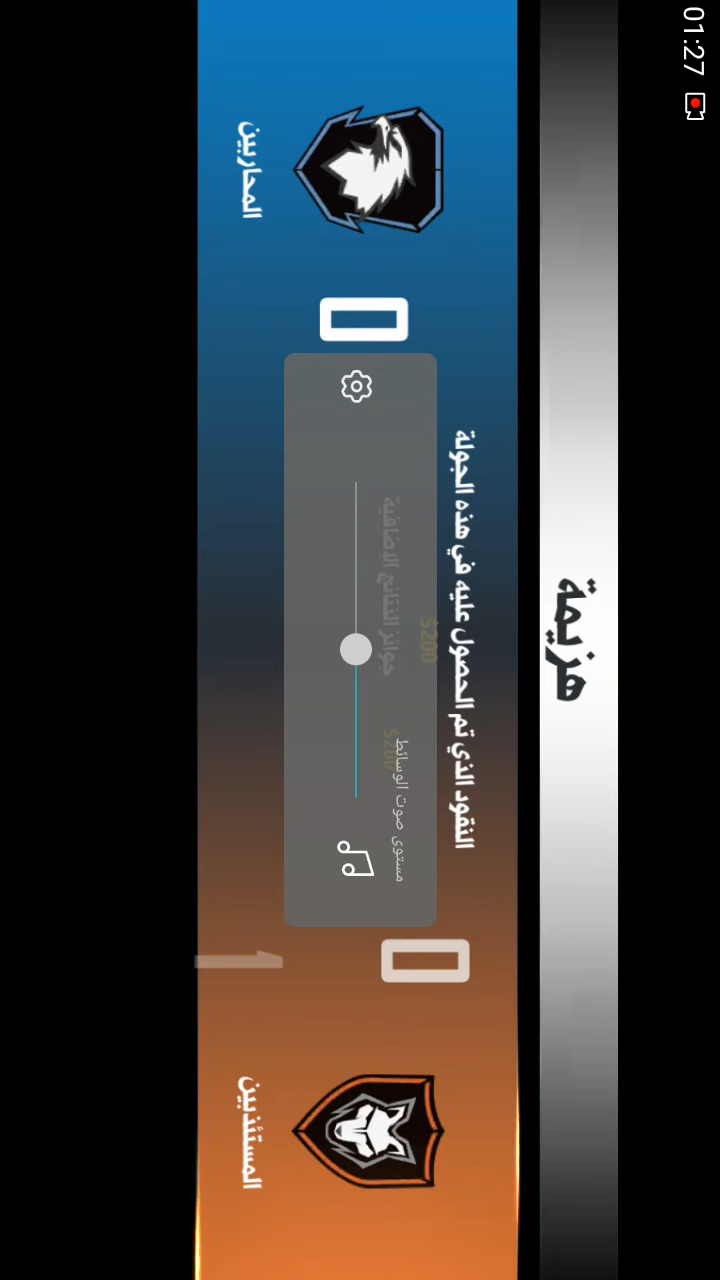 01:27
هزيمة
النقود الذي تم الحصول عليه في هذه الجولة
$200
جوائز النتائج الإضافية
$200
مستوى صوت الوسائط
0
0
1
المحاربين
المستئذبين